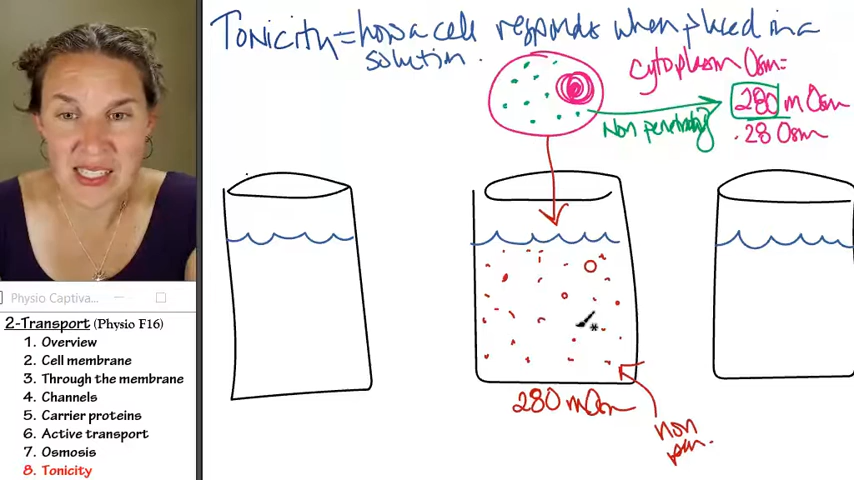 Tonicity = how a cell responds when placed in a
solution.
Cytoplasm Osm =
280 mOsm
.28 Osm
Non penetrating
280 mOsm
non
pen.
Physio Captiva...
2-Transport (Physio F16)
1. Overview
2. Cell membrane
3. Through the membrane
4. Channels
5. Carrier proteins
6. Active transport
7. Osmosis
8. Tonicity